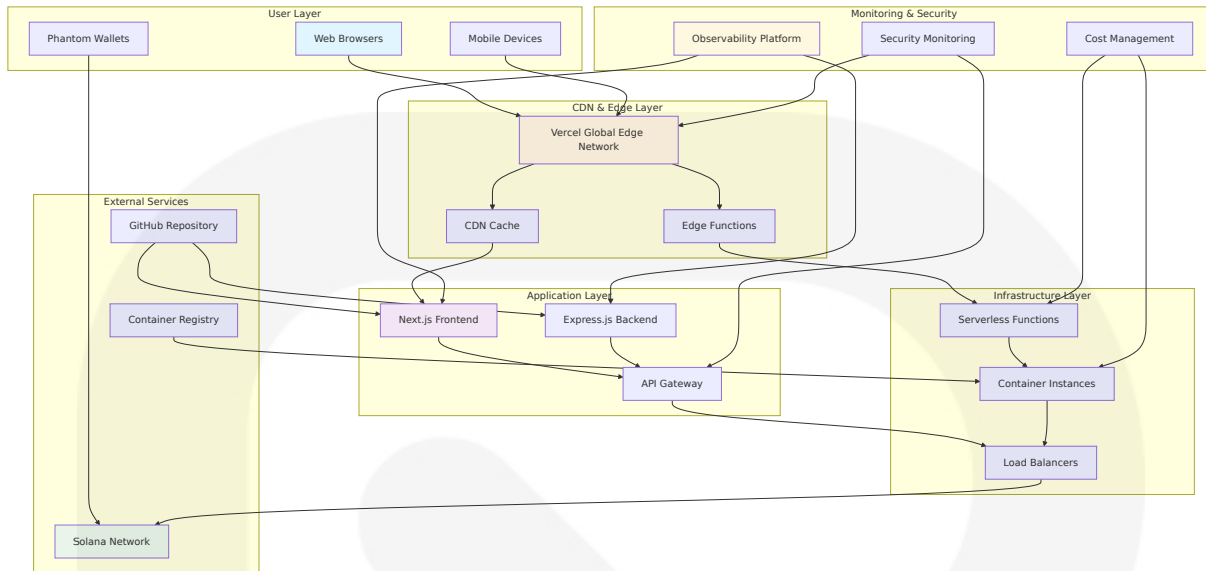 User Layer
Monitoring & Security
Phantom Wallets
Web Browsers
Mobile Devices
Observability Platform
Security Monitoring
Cost Management
CDN & Edge Layer
Vercel Global Edge
Network
External Services
GitHub Repository
CDN Cache
Edge Functions
Application Layer
Infrastructure Layer
Container Registry
Next.js Frontend
Express.js Backend
Serverless Functions
API Gateway
Container Instances
Load Balancers
Solana Network